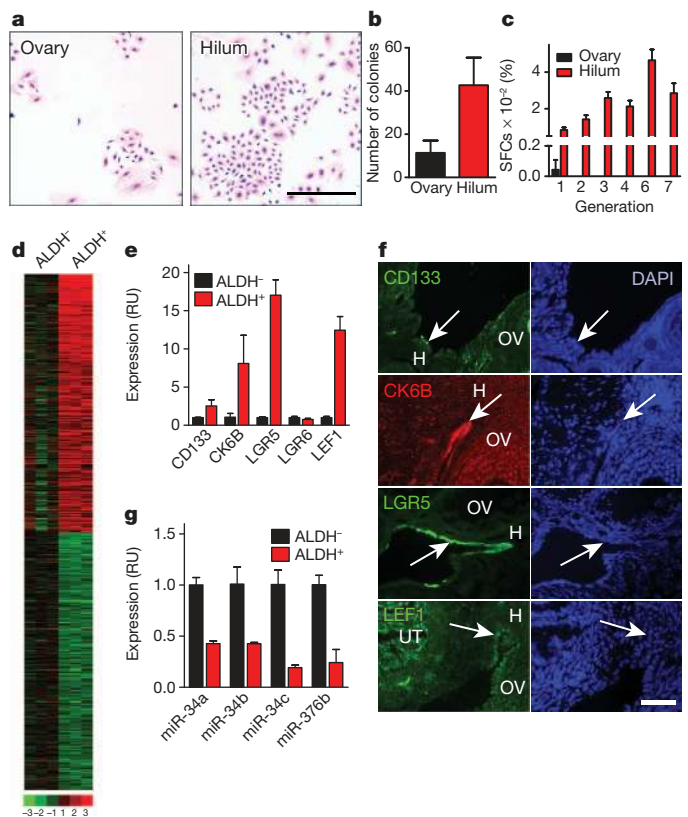 a
Ovary
Hilum
b
Number of colonies
60
40
20
0
Ovary Hilum
c
Ovary
Hilum
SFCs × 10⁻² (%)
4
2
0.2
0.0
1 2 3 4 6 7
Generation
d
ALDH⁻
ALDH⁺
−3 −2 −1 1 2 3
e
ALDH⁻
ALDH⁺
Expression (RU)
20
15
10
5
0
CD133
CK6B
LGR5
LGR6
LEF1
f
CD133
H
OV
DAPI
CK6B
H
OV
LGR5
OV
H
LEF1
UT
H
OV
g
ALDH⁻
ALDH⁺
Expression (RU)
1.5
1.0
0.5
0
miR-34a
miR-34b
miR-34c
miR-376b